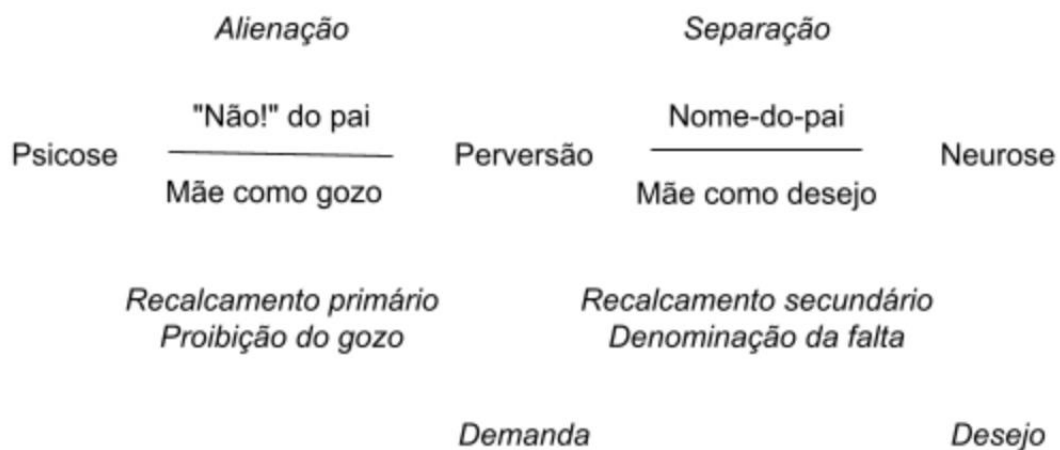 Alienação Separação
"Não!" do pai Nome-do-pai
Psicose Perversão Neurose
Mãe como gozo Mãe como desejo
Recalcamento primário Recalcamento secundário
Proibição do gozo Denominação da falta
Demanda Desejo